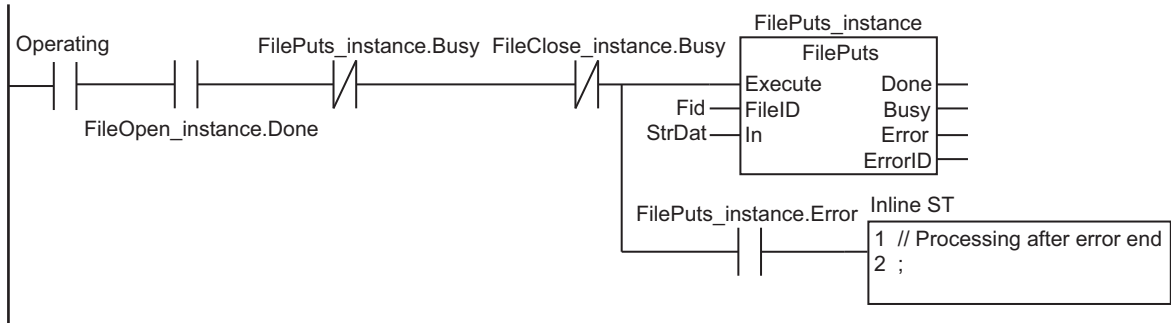 FilePuts_instance
Operating
FilePuts_instance.Busy
FileClose_instance.Busy
FilePuts
FileOpen_instance.Done
Execute
Done
Fid
FileID
Busy
StrDat
In
Error
ErrorID
FilePuts_instance.Error
Inline ST
1 // Processing after error end
2 ;